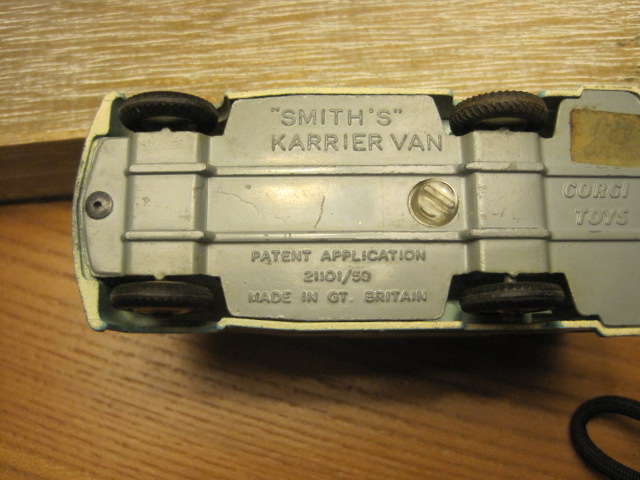 "SMITH'S"
KARRIER VAN
CORGI
TOYS
PATENT APPLICATION
21101/59
MADE IN GT. BRITAIN